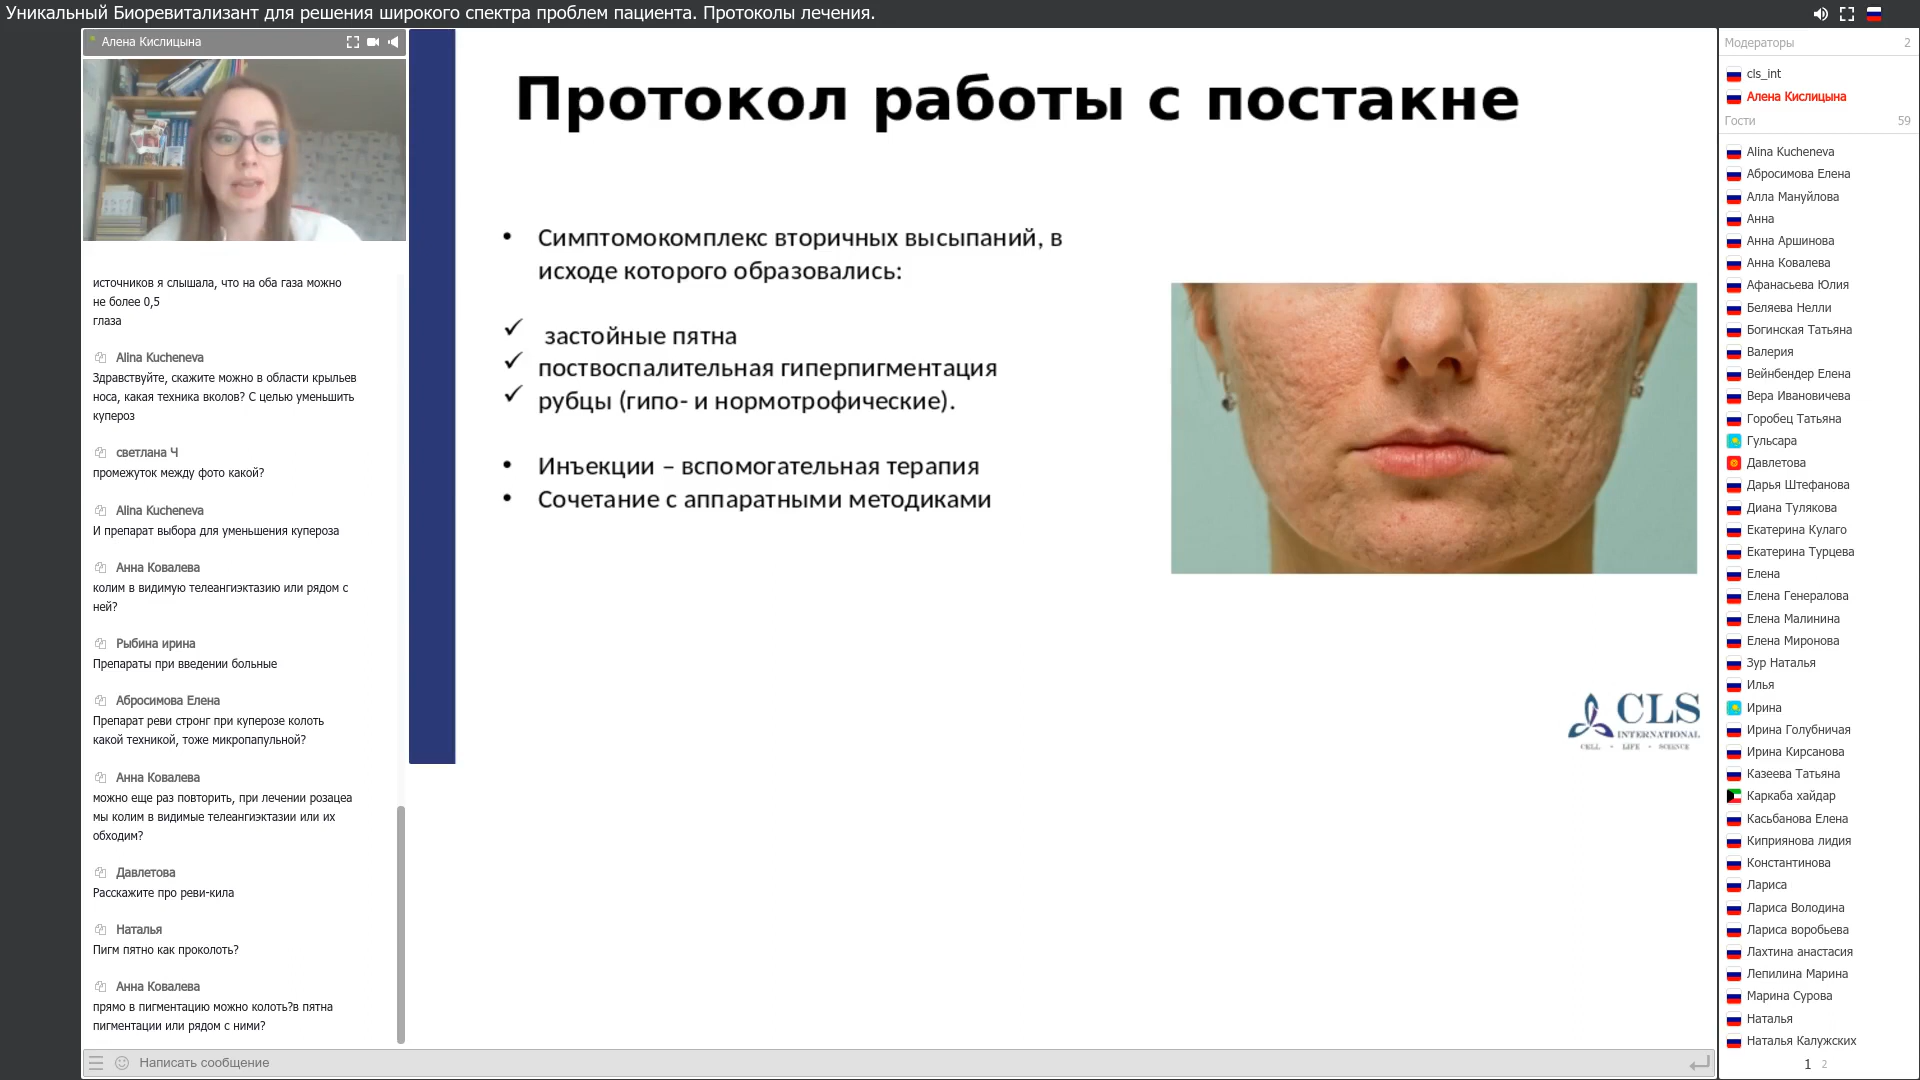 Уникальный Биоревитализант для решения широкого спектра проблем пациента. Протоколы лечения.
* Алена Кислицына
источников я слышала, что на оба газа можно
не более 0,5
глаза
Alina Kucheneva
Здравствуйте, скажите можно в области крыльев
носа, какая техника вколов? С целью уменьшить
купероз
светлана Ч
промежуток между фото какой?
Alina Kucheneva
И препарат выбора для уменьшения купероза
Анна Ковалева
колим в видимую телеангиэктазию или рядом с
ней?
Рыбина ирина
Препараты при введении больные
Абросимова Елена
Препарат реви стронг при куперозе колоть
какой техникой, тоже микропапульной?
Анна Ковалева
можно еще раз повторить, при лечении розацеа
мы колим в видимые телеангиэктазии или их
обходим?
Давлетова
Расскажите про реви-кила
Наталья
Пигм пятно как проколоть?
Анна Ковалева
прямо в пигментацию можно колоть?в пятна
пигментации или рядом с ними?
Написать сообщение
Протокол работы с постакне
• Симптомокомплекс вторичных высыпаний, в
исходе которого образовались:
✓ застойные пятна
✓ поствоспалительная гиперпигментация
✓ рубцы (гипо- и нормотрофические).
• Инъекции – вспомогательная терапия
• Сочетание с аппаратными методиками
CLS
INTERNATIONAL
CELL • LIFE • SCIENCE
Модераторы 2
cls_int
Алена Кислицына
Гости 59
Alina Kucheneva
Абросимова Елена
Алла Мануйлова
Анна
Анна Аршинова
Анна Ковалева
Афанасьева Юлия
Беляева Нелли
Богинская Татьяна
Валерия
Вейнбендер Елена
Вера Ивановичева
Горобец Татьяна
Гульсара
Давлетова
Дарья Штефанова
Диана Тулякова
Екатерина Кулаго
Екатерина Турцева
Елена
Елена Генералова
Елена Малинина
Елена Миронова
Зур Наталья
Илья
Ирина
Ирина Голубничая
Ирина Кирсанова
Казеева Татьяна
Каркаба хайдар
Касьбанова Елена
Киприянова лидия
Константинова
Лариса
Лариса Володина
Лариса воробьева
Лахтина анастасия
Лепилина Марина
Марина Сурова
Наталья
Наталья Калужских
1 2